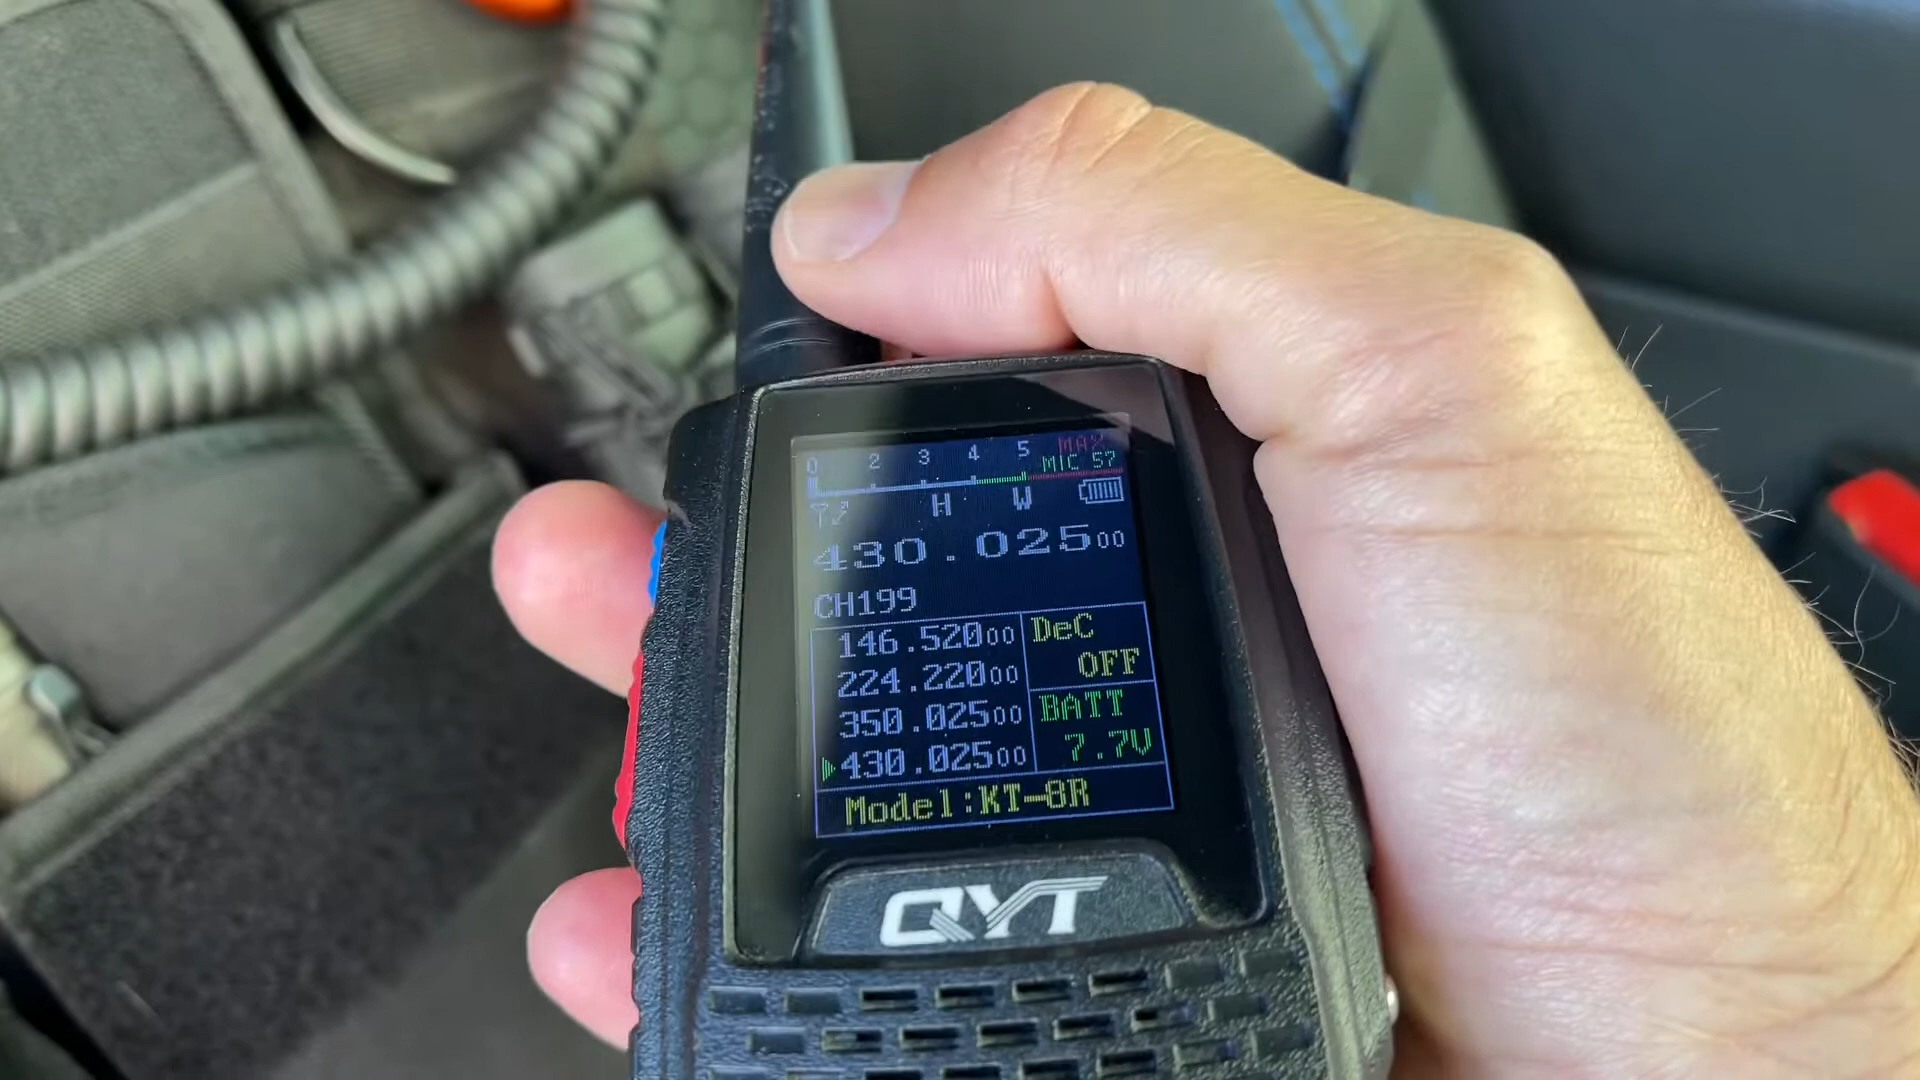 0 2 3 4 5 MAX
MIC 57
H W
430.02500
CH199
146.52000
224.22000
350.02500
430.02500
DeC
OFF
BATT
7.7V
Model:KT-8R
QYT